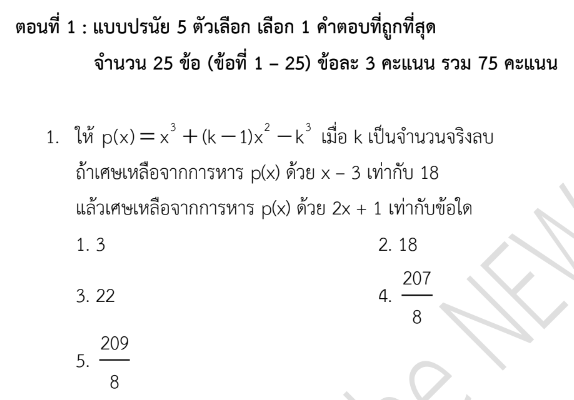 ตอนที่ 1 : แบบปรนัย 5 ตัวเลือก เลือก 1 คำตอบที่ถูกที่สุด
จำนวน 25 ข้อ (ข้อที่ 1 – 25) ข้อละ 3 คะแนน รวม 75 คะแนน
1. ให้ p(x) = x³ + (k – 1)x² – k³ เมื่อ k เป็นจำนวนจริงลบ
ถ้าเศษเหลือจากการหาร p(x) ด้วย x – 3 เท่ากับ 18
แล้วเศษเหลือจากการหาร p(x) ด้วย 2x + 1 เท่ากับข้อใด
1. 3 2. 18
3. 22 4. 207/8
5. 209/8
he NEW